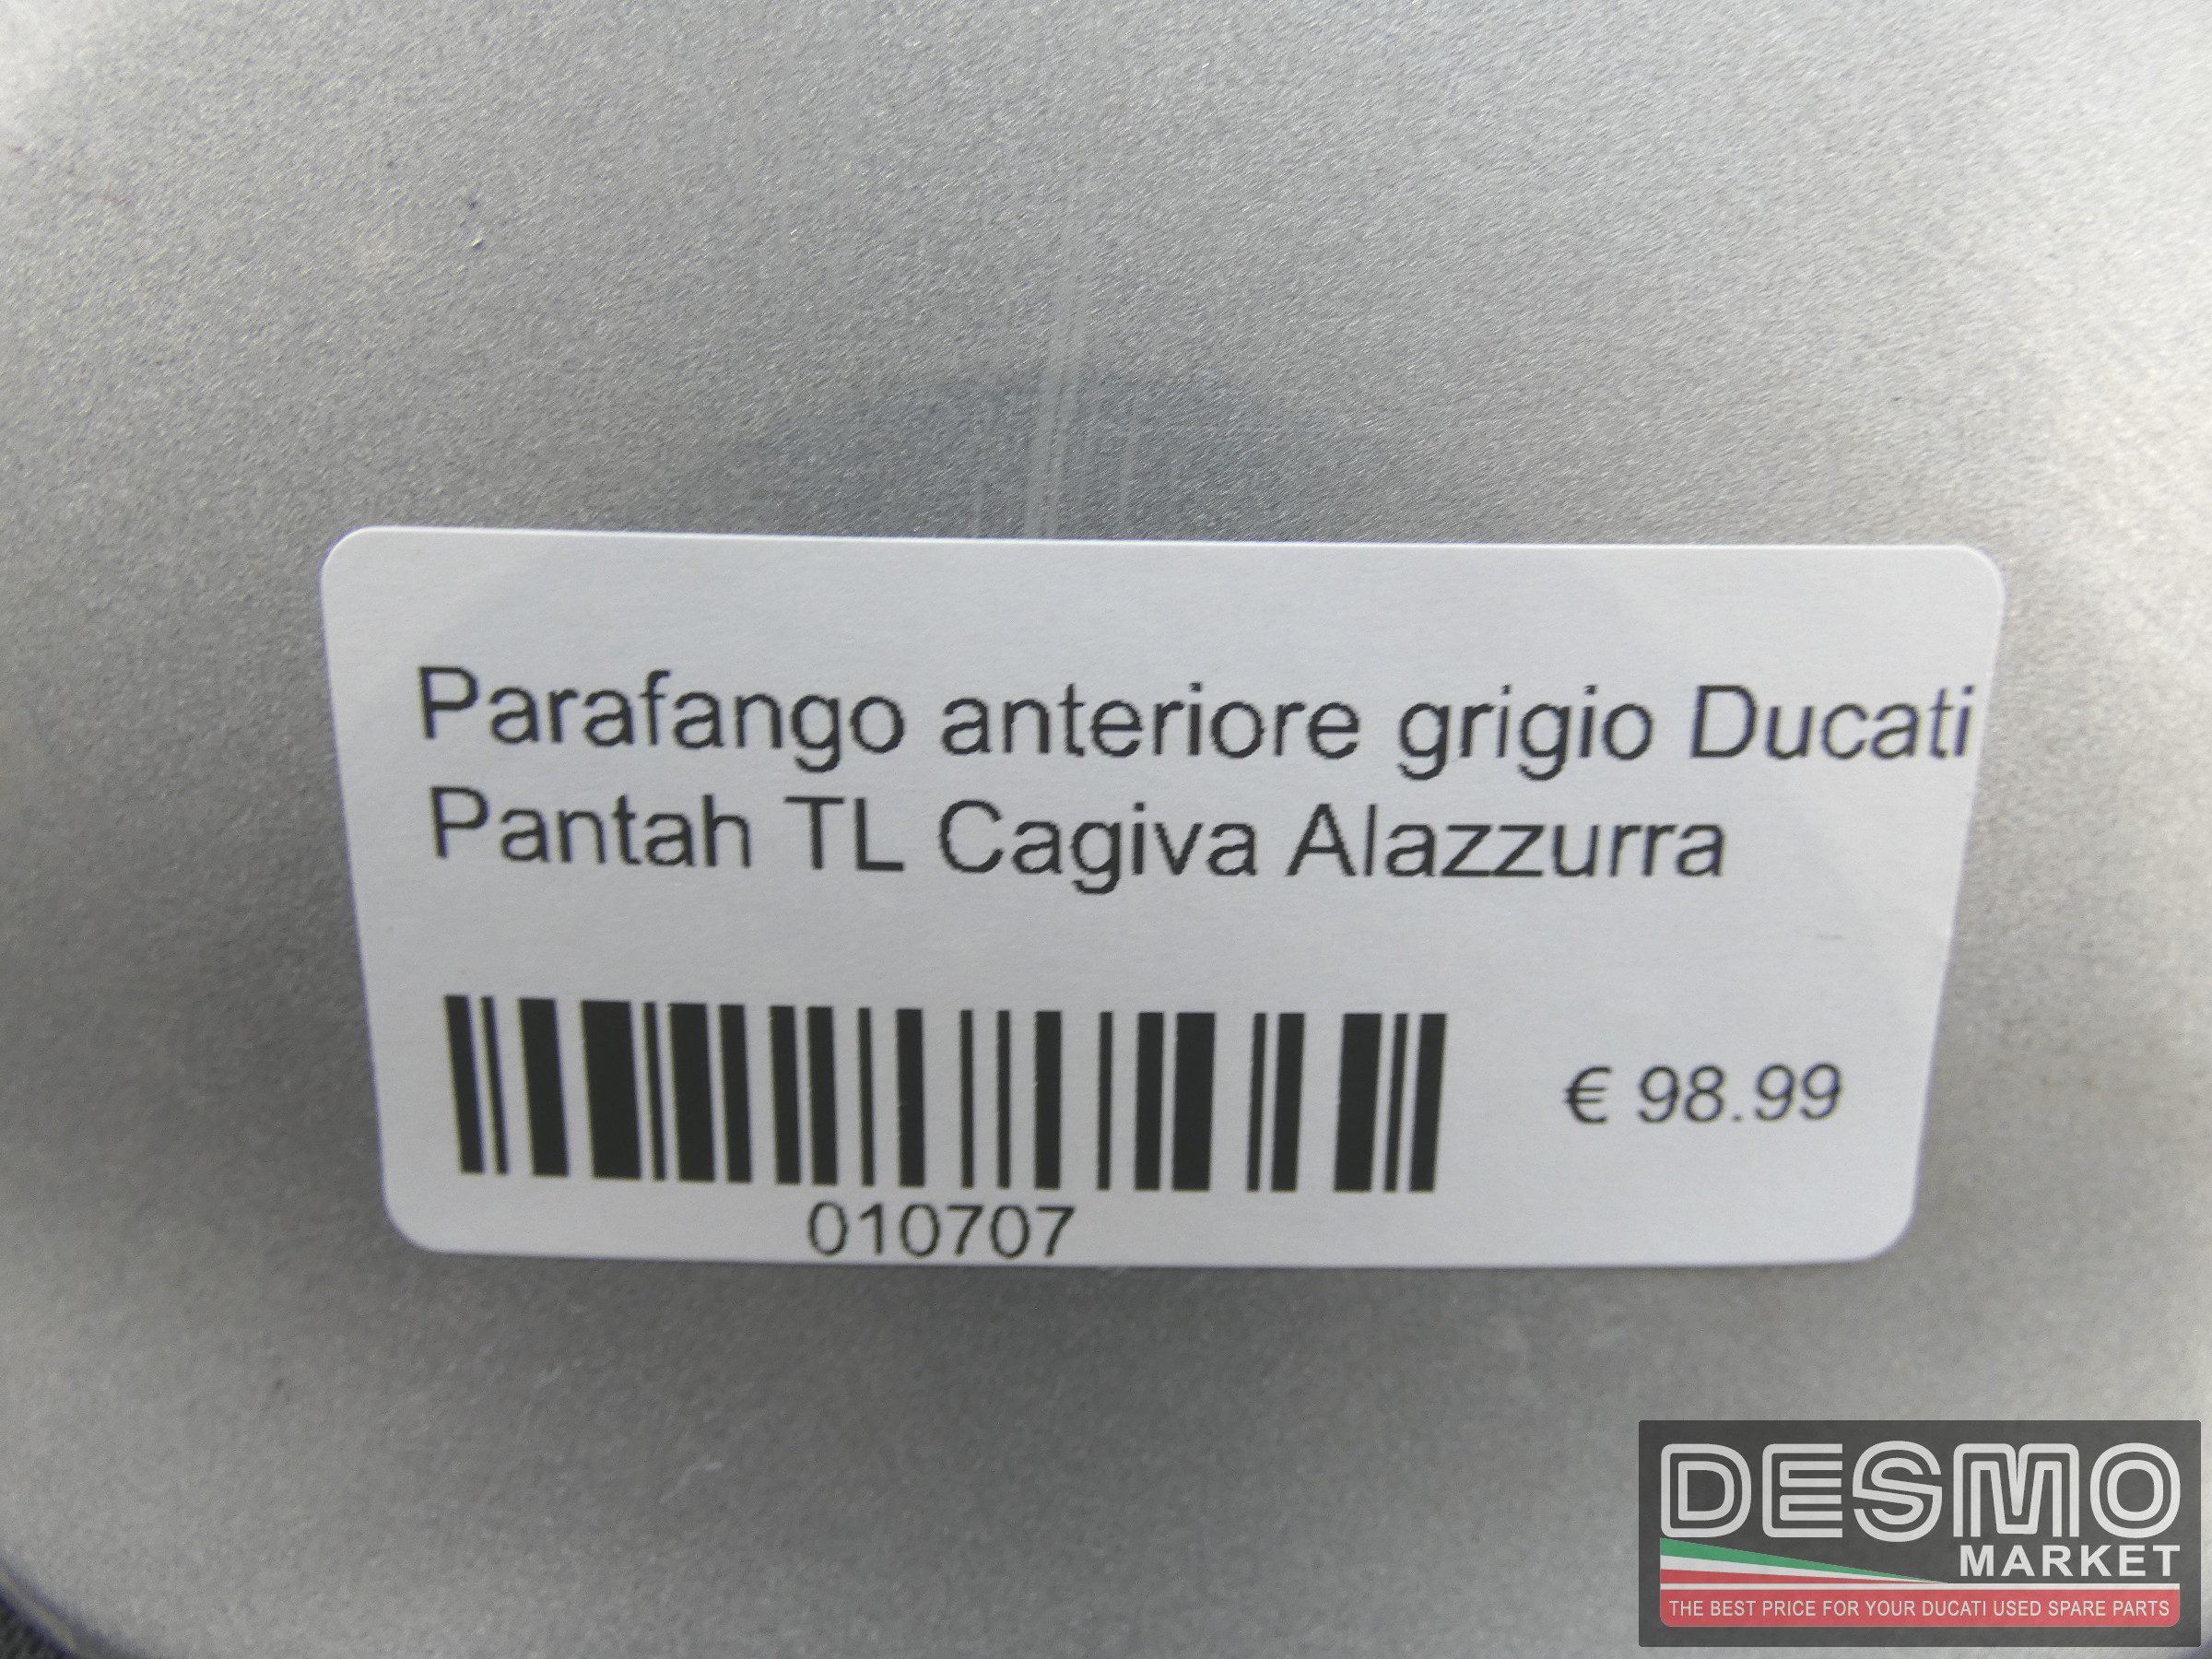 Parafango anteriore grigio Ducati
Pantah TL Cagiva Alazzurra
€ 98.99
010707
DESMO
MARKET
THE BEST PRICE FOR YOUR DUCATI USED SPARE PARTS